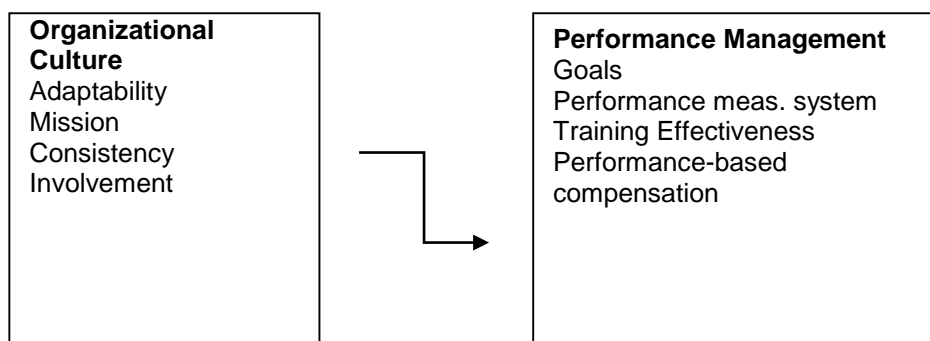 Organizational
Culture
Adaptability
Mission
Consistency
Involvement
Performance Management
Goals
Performance meas. system
Training Effectiveness
Performance-based
compensation